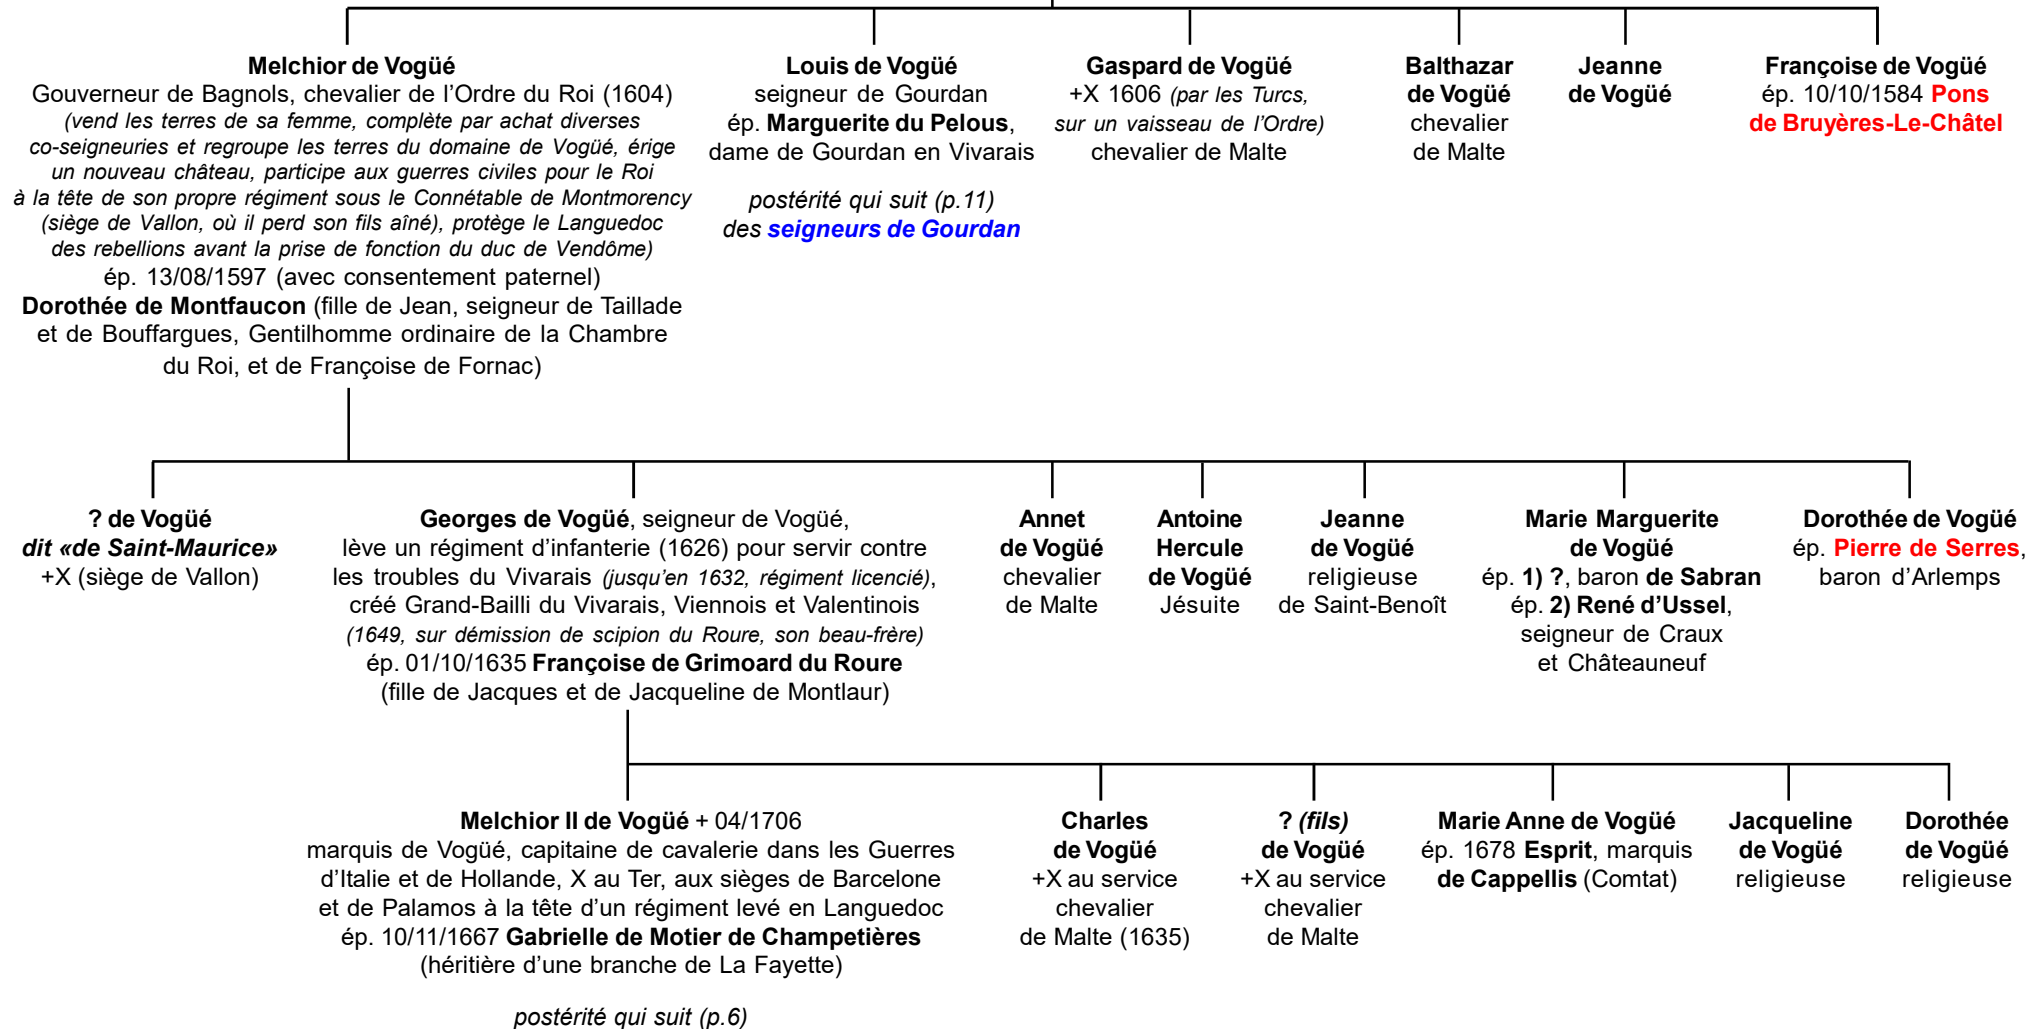 Melchior de Vogüé
Gouverneur de Bagnols, chevalier de l’Ordre du Roi (1604)
(vend les terres de sa femme, complète par achat diverses
co-seigneuries et regroupe les terres du domaine de Vogüé, érige
un nouveau château, participe aux guerres civiles pour le Roi
à la tête de son propre régiment sous le Connétable de Montmorency
(siège de Vallon, où il perd son fils aîné), protège le Languedoc
des rebellions avant la prise de fonction du duc de Vendôme)
ép. 13/08/1597 (avec consentement paternel)
Dorothée de Montfaucon (fille de Jean, seigneur de Taillade
et de Bouffargues, Gentilhomme ordinaire de la Chambre
du Roi, et de Françoise de Fornac)
Louis de Vogüé
seigneur de Gourdan
ép. Marguerite du Pelous,
dame de Gourdan en Vivarais
postérité qui suit (p.11)
des seigneurs de Gourdan
Gaspard de Vogüé
+X 1606 (par les Turcs,
sur un vaisseau de l’Ordre)
chevalier de Malte
Balthazar
de Vogüé
chevalier
de Malte
Jeanne
de Vogüé
Françoise de Vogüé
ép. 10/10/1584 Pons
de Bruyères-Le-Châtel
? de Vogüé
dit «de Saint-Maurice»
+X (siège de Vallon)
Georges de Vogüé, seigneur de Vogüé,
lève un régiment d’infanterie (1626) pour servir contre
les troubles du Vivarais (jusqu’en 1632, régiment licencié),
créé Grand-Bailli du Vivarais, Viennois et Valentinois
(1649, sur démission de scipion du Roure, son beau-frère)
ép. 01/10/1635 Françoise de Grimoard du Roure
(fille de Jacques et de Jacqueline de Montlaur)
Annet
de Vogüé
chevalier
de Malte
Antoine
Hercule
de Vogüé
Jésuite
Jeanne
de Vogüé
religieuse
de Saint-Benoît
Marie Marguerite
de Vogüé
ép. 1) ?, baron de Sabran
ép. 2) René d’Ussel,
seigneur de Craux
et Châteauneuf
Dorothée de Vogüé
ép. Pierre de Serres,
baron d’Arlemps
Melchior II de Vogüé + 04/1706
marquis de Vogüé, capitaine de cavalerie dans les Guerres
d’Italie et de Hollande, X au Ter, aux sièges de Barcelone
et de Palamos à la tête d’un régiment levé en Languedoc
ép. 10/11/1667 Gabrielle de Motier de Champetières
(héritière d’une branche de La Fayette)
postérité qui suit (p.6)
Charles
de Vogüé
+X au service
chevalier
de Malte (1635)
? (fils)
de Vogüé
+X au service
chevalier
de Malte
Marie Anne de Vogüé
ép. 1678 Esprit, marquis
de Cappellis (Comtat)
Jacqueline
de Vogüé
religieuse
Dorothée
de Vogüé
religieuse